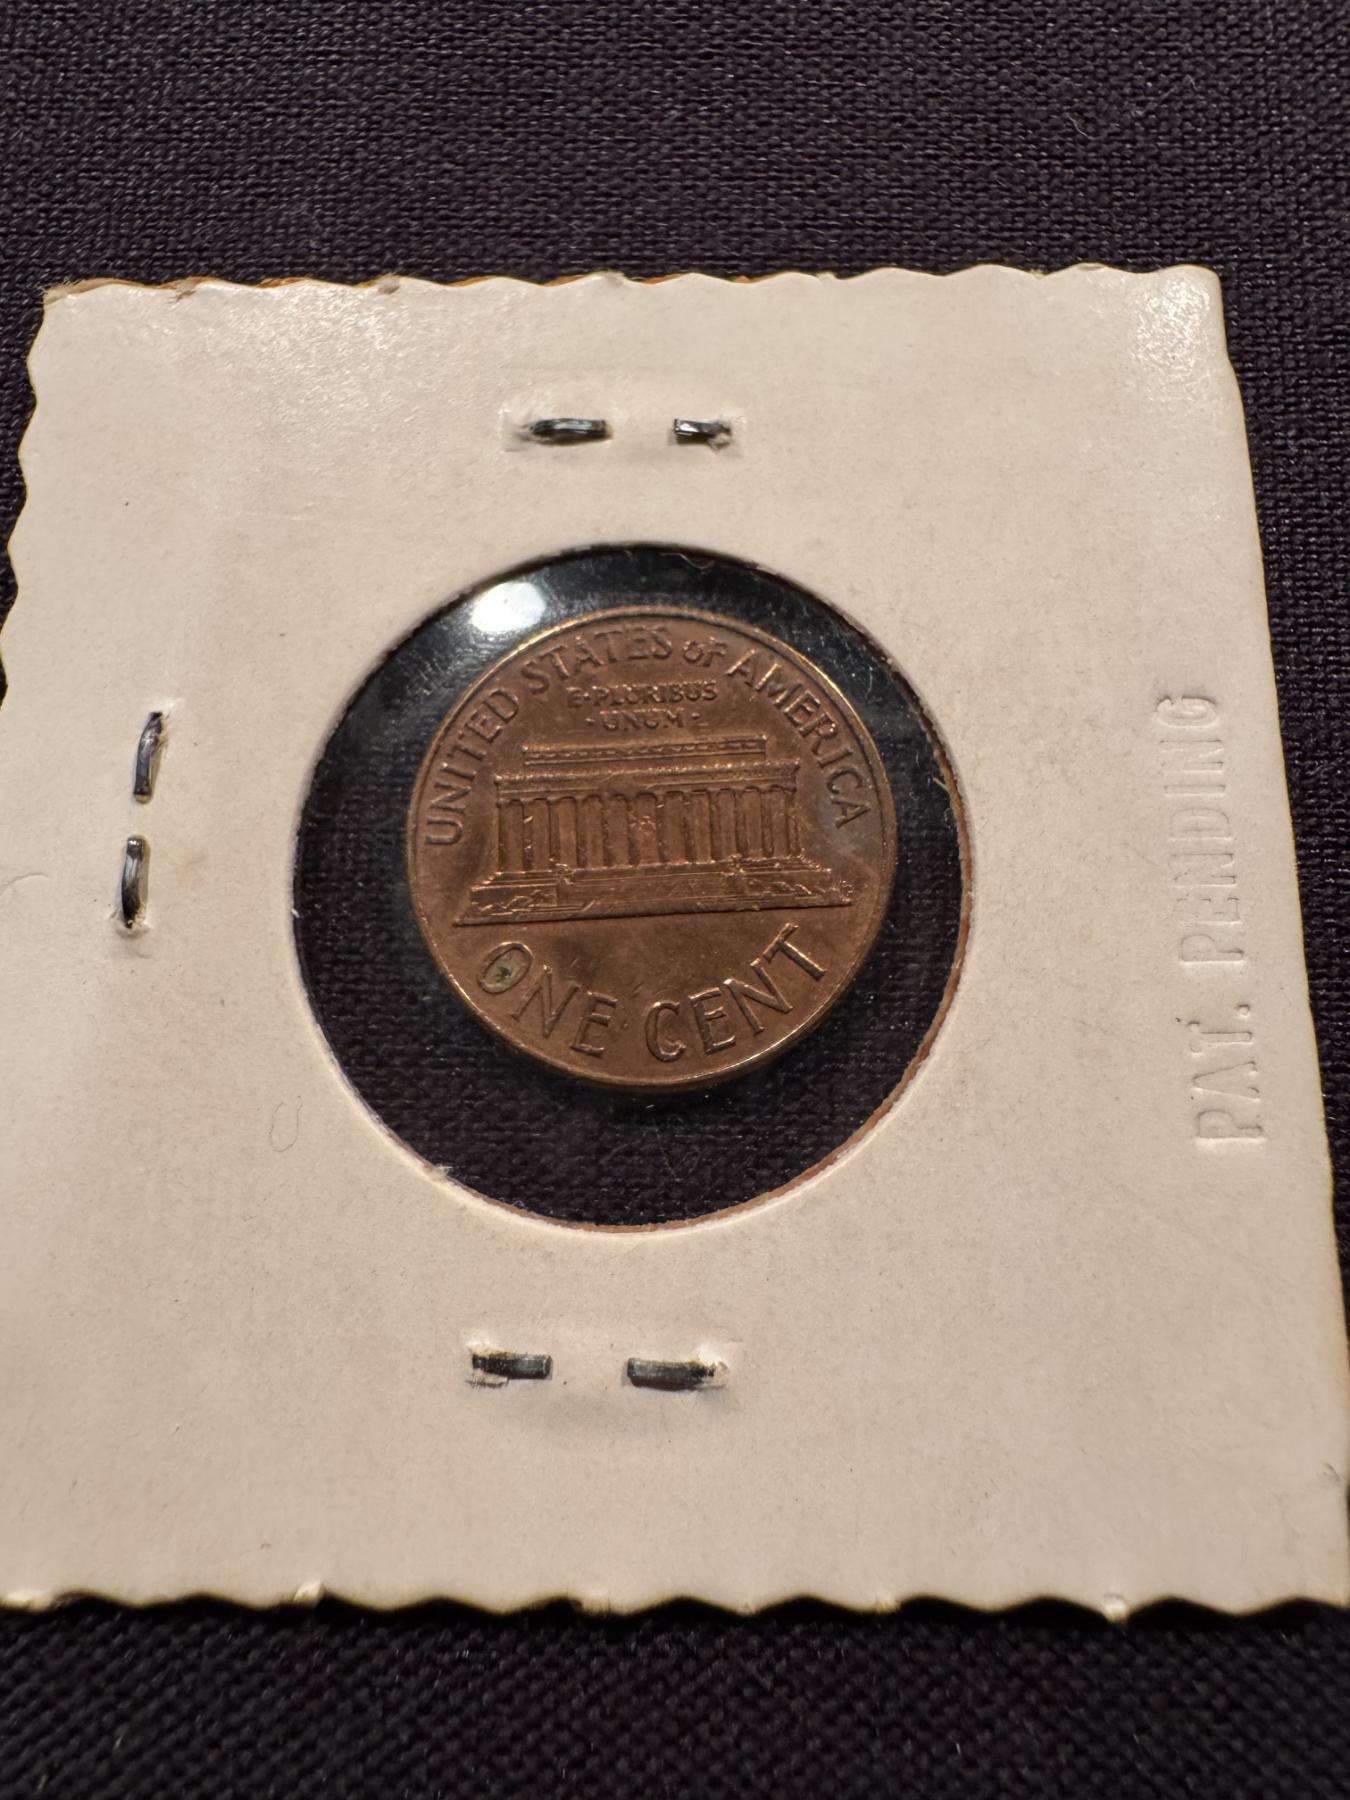 UNITED STATES OF AMERICA
E·PLURIBUS
·UNUM·
ONE CENT
PAT. PENDING